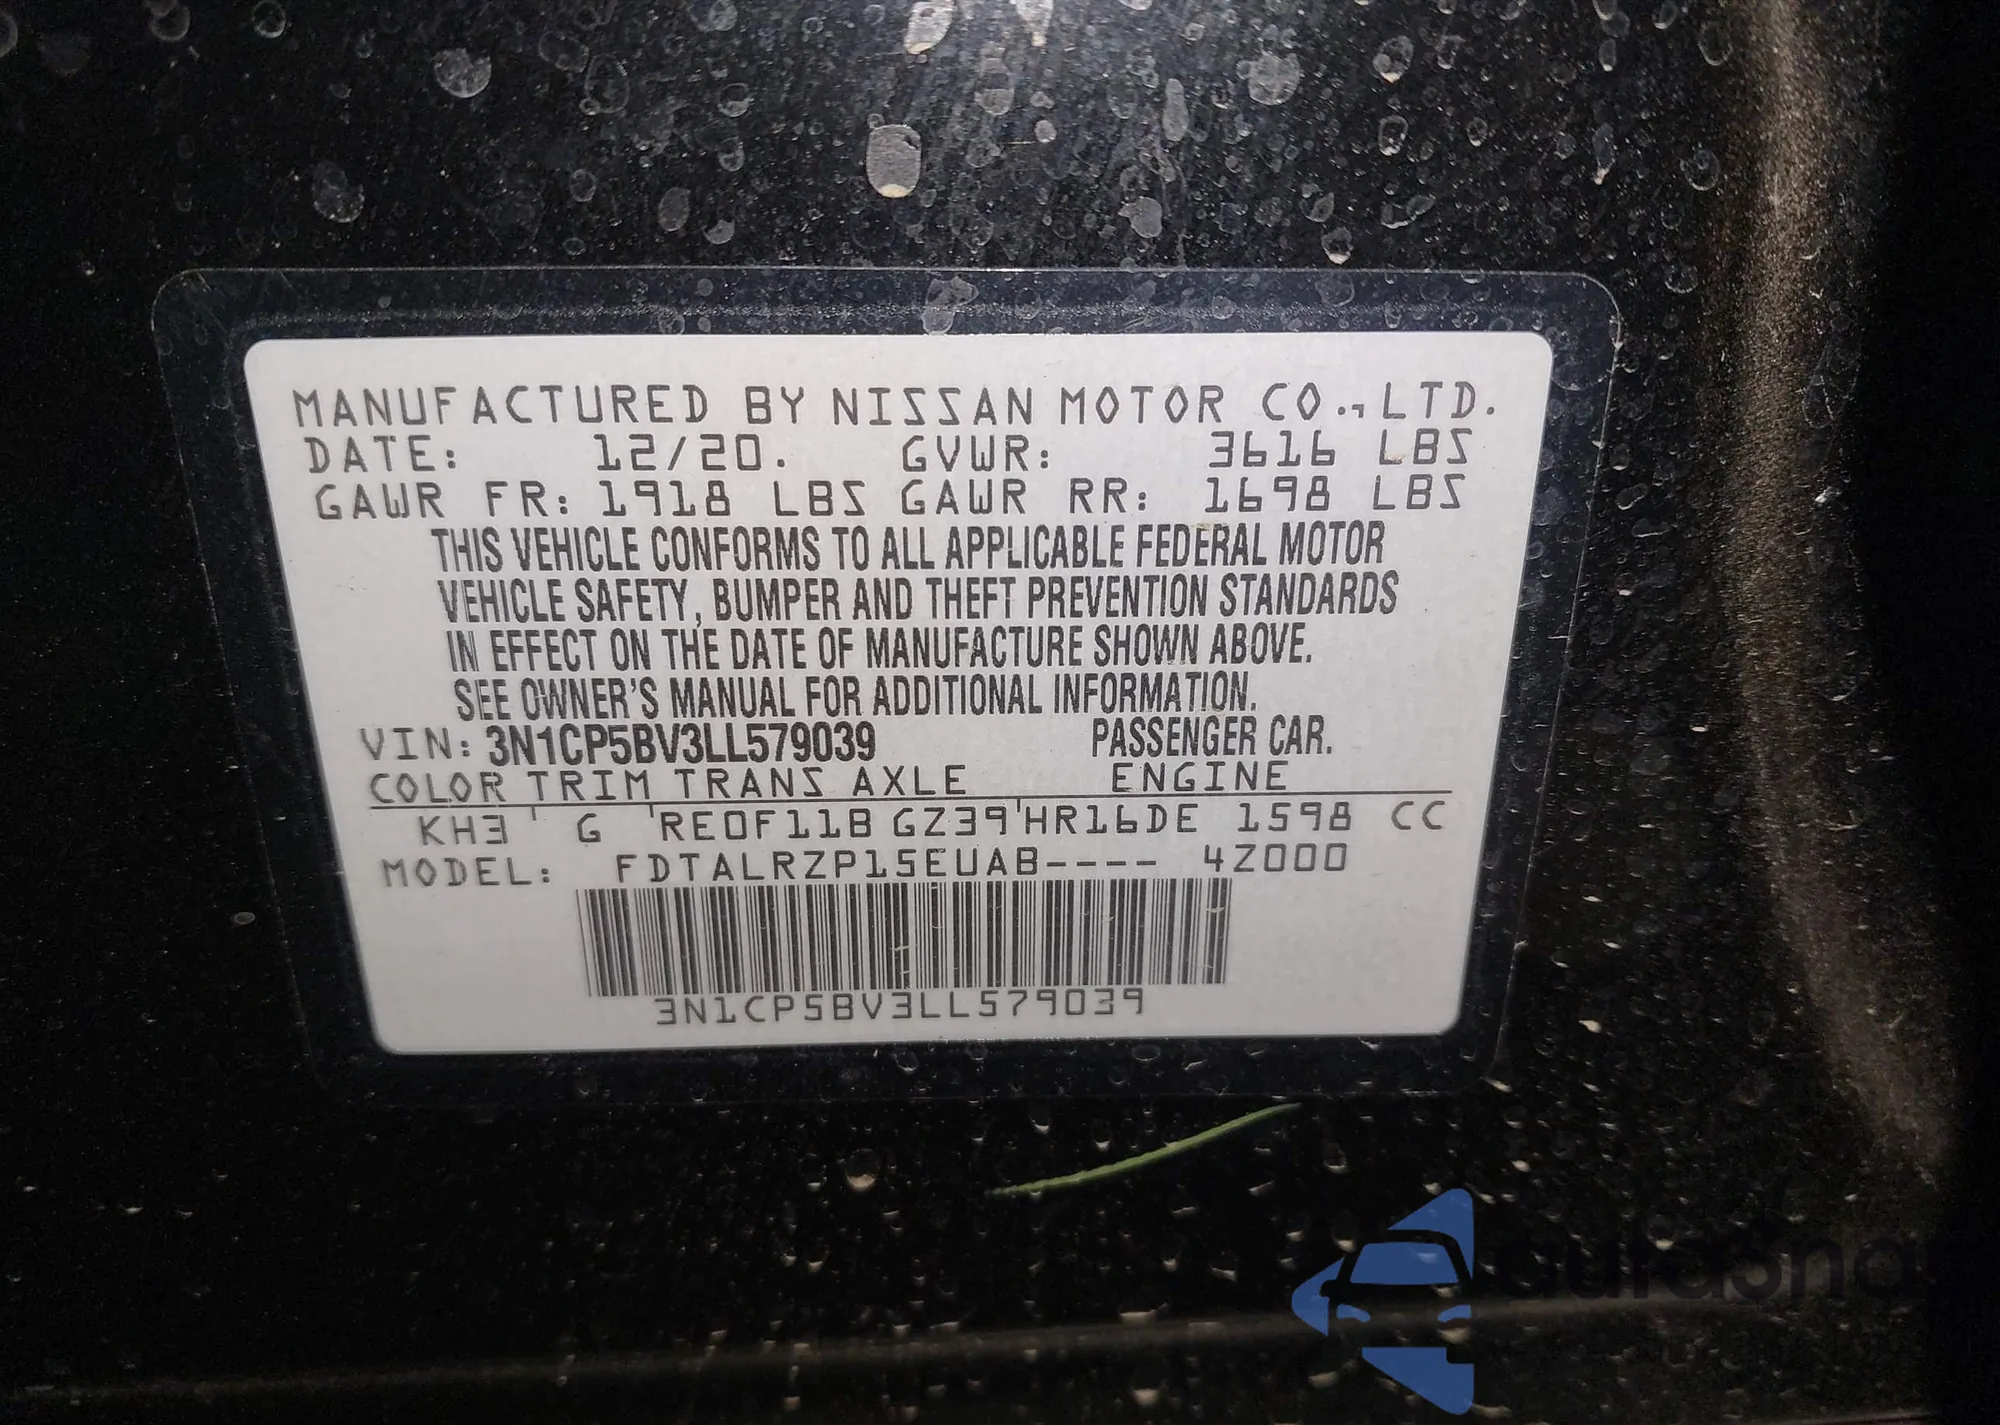 MANUFACTURED BY NISSAN MOTOR CO., LTD.
DATE: 12/20. GVWR: 3616 LBS
GAWR FR: 1918 LBS GAWR RR: 1698 LBS
THIS VEHICLE CONFORMS TO ALL APPLICABLE FEDERAL MOTOR
VEHICLE SAFETY, BUMPER AND THEFT PREVENTION STANDARDS
IN EFFECT ON THE DATE OF MANUFACTURE SHOWN ABOVE.
SEE OWNER'S MANUAL FOR ADDITIONAL INFORMATION.
VIN: 3N1CP5BV3LL579039 PASSENGER CAR.
COLOR TRIM TRANS AXLE ENGINE
KH3 G RE0F11B GZ39 HR16DE 1598 CC
MODEL: FDTALRZP15EUAB---- 4Z000
3N1CP5BV3LL579039